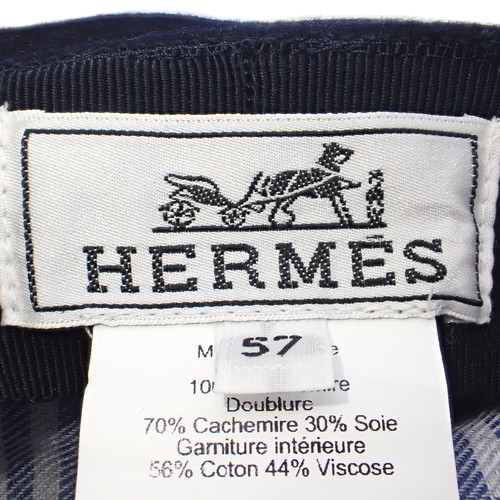 HERMÈS
57
Doublure
70% Cachemire 30% Soie
Garniture intérieure
56% Coton 44% Viscose